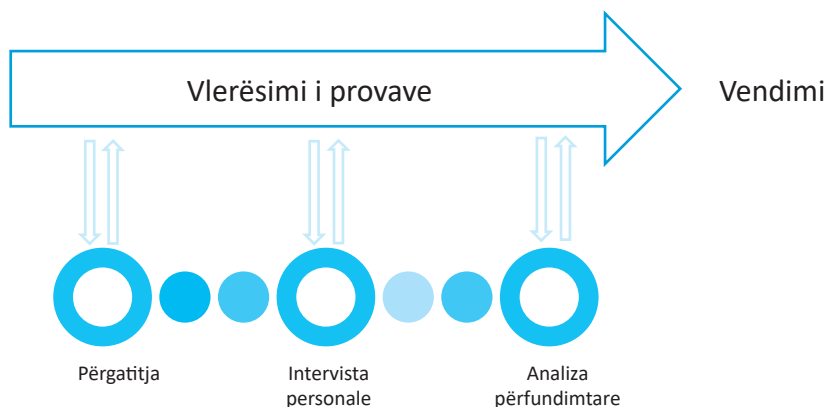 Vlerësimi i provave
Vendimi
Përgatitja
Intervista
personale
Analiza
përfundimtare